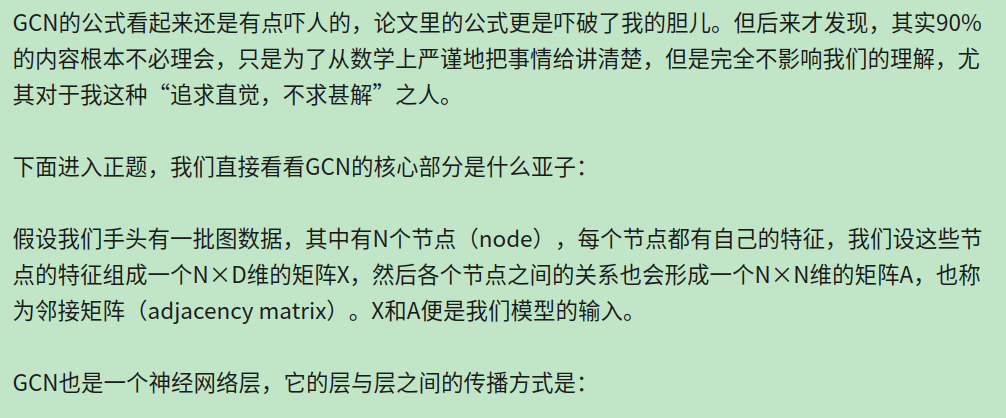 GCN的公式看起来还是有点吓人的，论文里的公式更是吓破了我的胆儿。但后来才发现，其实90%
的内容根本不必理会，只是为了从数学上严谨地把事情给讲清楚，但是完全不影响我们的理解，尤
其对于我这种“追求直觉，不求甚解”之人。
下面进入正题，我们直接看看GCN的核心部分是什么亚子：
假设我们手头有一批图数据，其中有N个节点（node），每个节点都有自己的特征，我们设这些节
点的特征组成一个N×D维的矩阵X，然后各个节点之间的关系也会形成一个N×N维的矩阵A，也称
为邻接矩阵（adjacency matrix）。X和A便是我们模型的输入。
GCN也是一个神经网络层，它的层与层之间的传播方式是：